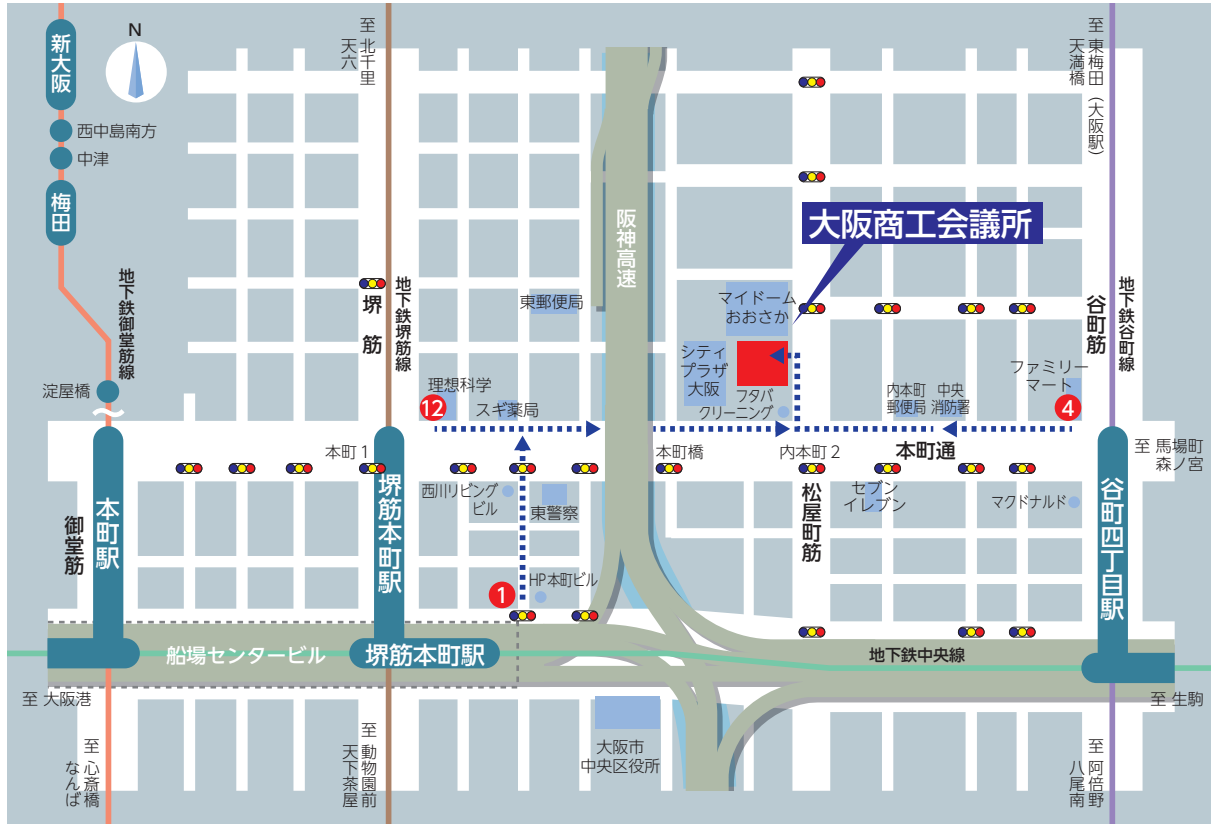 新大阪
N
西中島南方
中津
梅田
地下鉄御堂筋線
淀屋橋
至 北千里
天六
至 東梅田（大阪駅）
天満橋
阪神高速
大阪商工会議所
堺筋
地下鉄堺筋線
東郵便局
マイドーム
おおさか
シティ
プラザ
大阪
フタバ
クリーニング
谷町筋
地下鉄谷町線
ファミリー
マート
4
内本町
郵便局
中央
消防署
理想科学
12
スギ薬局
本町1
本町橋
内本町2
本町通
至 馬場町
森ノ宮
本町駅
御堂筋
堺筋本町駅
西川リビング
ビル
東警察
松屋町筋
セブン
イレブン
マクドナルド
谷町四丁目駅
1
HP本町ビル
船場センタービル
堺筋本町駅
地下鉄中央線
至 大阪港
至 生駒
至 心斎橋
なんば
至 動物園前
天下茶屋
大阪市
中央区役所
至 阿倍野
八尾南